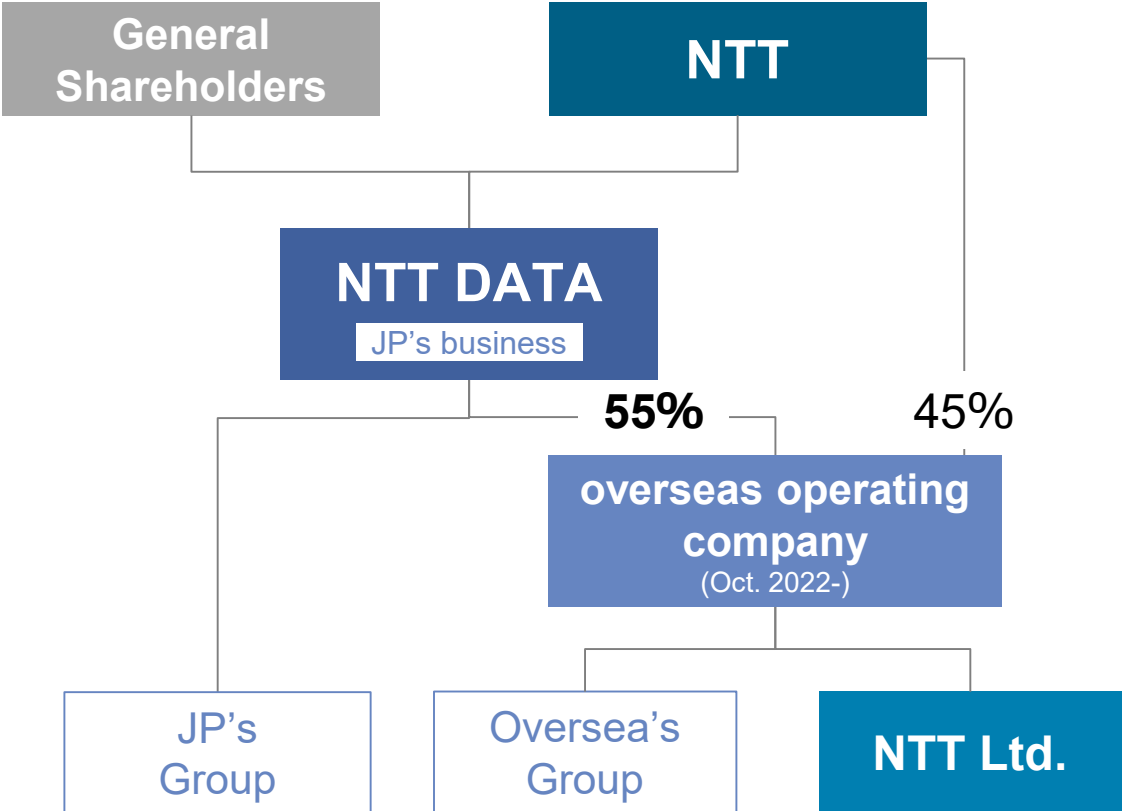 General
Shareholders
NTT
NTT DATA
JP’s business
55%
45%
overseas operating
company
(Oct. 2022-)
JP’s
Group
Oversea’s
Group
NTT Ltd.